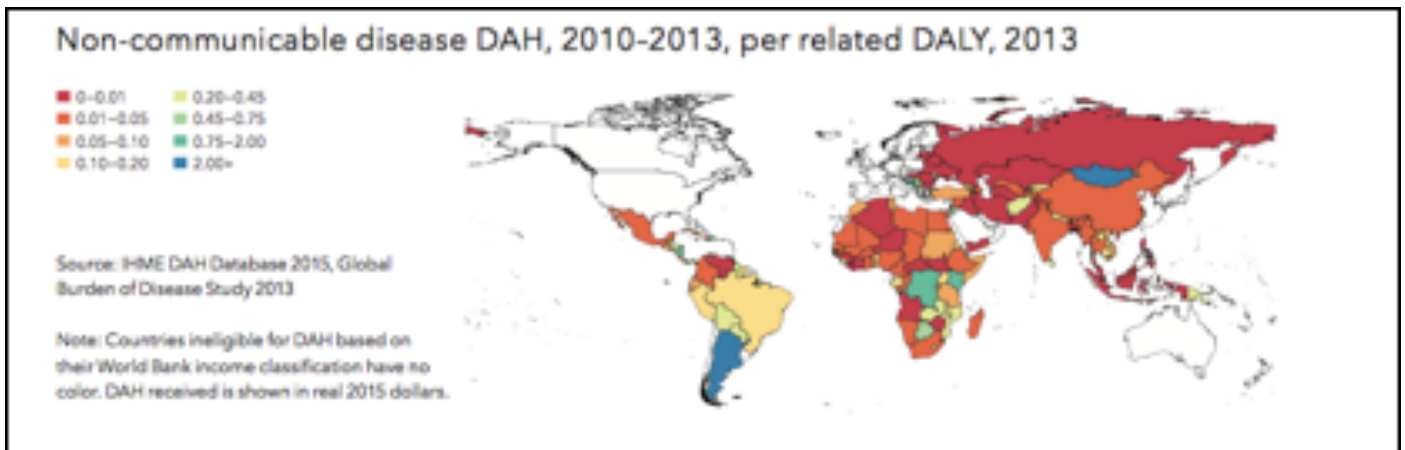 Non-communicable disease DAH, 2010–2013, per related DALY, 2013
0–0.01
0.01–0.05
0.05–0.10
0.10–0.20
0.20–0.45
0.45–0.75
0.75–2.00
2.00+
Source: IHME DAH Database 2015, Global
Burden of Disease Study 2013
Note: Countries ineligible for DAH based on
their World Bank income classification have no
color. DAH received is shown in real 2015 dollars.